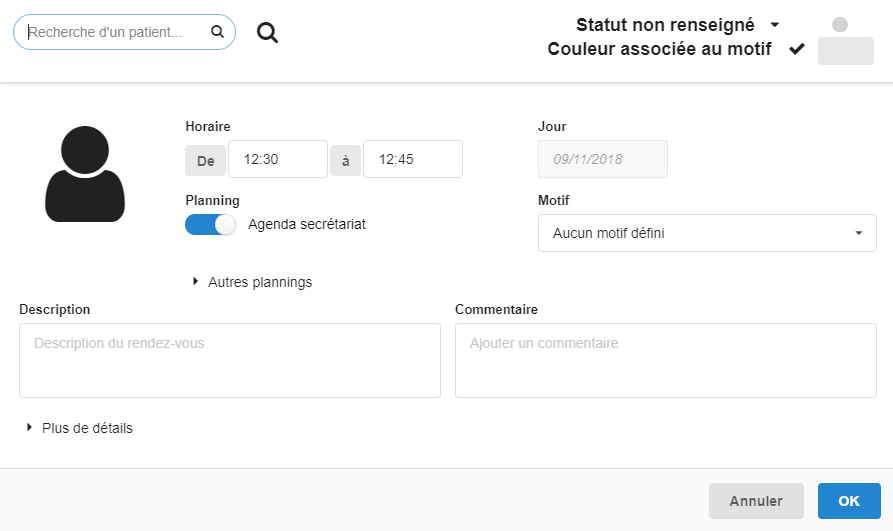 Recherche d'un patient...
Statut non renseigné
Couleur associée au motif
Horaire
De 12:30 à 12:45
Jour
09/11/2018
Planning
Agenda secrétariat
Motif
Aucun motif défini
Autres plannings
Description
Description du rendez-vous
Commentaire
Ajouter un commentaire
Plus de détails
Annuler
OK